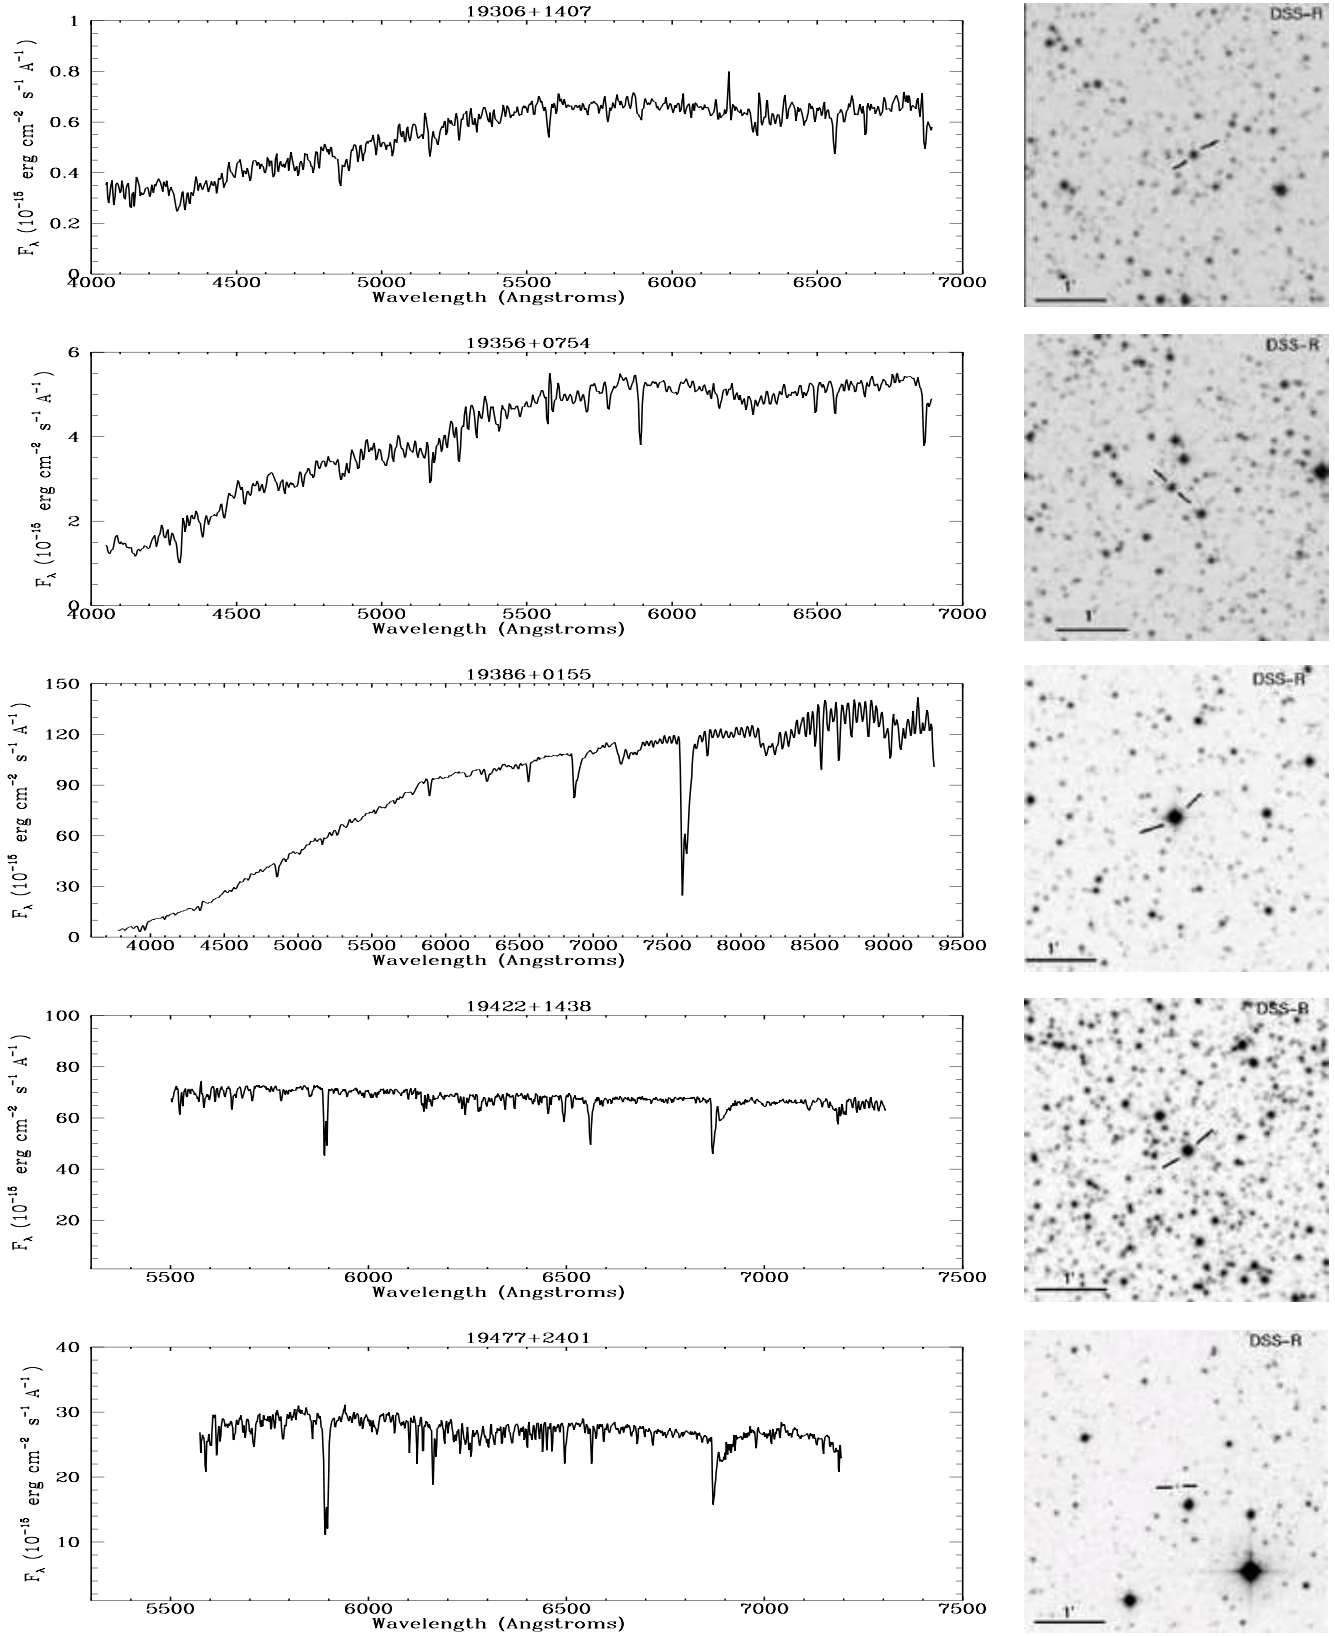 19306+1407
DSS-R
1
0.8
0.6
0.4
0.2
0
F_λ (10^-15 erg cm^-2 s^-1 A^-1)
4000 4500 5000 5500 6000 6500 7000
Wavelength (Angstroms)
1'
19356+0754
DSS-R
6
4
2
0
F_λ (10^-15 erg cm^-2 s^-1 A^-1)
4000 4500 5000 5500 6000 6500 7000
Wavelength (Angstroms)
1'
19386+0155
DSS-R
150
120
90
60
30
0
F_λ (10^-15 erg cm^-2 s^-1 A^-1)
4000 4500 5000 5500 6000 6500 7000 7500 8000 8500 9000 9500
Wavelength (Angstroms)
1'
19422+1438
DSS-R
100
80
60
40
20
F_λ (10^-15 erg cm^-2 s^-1 A^-1)
5500 6000 6500 7000 7500
Wavelength (Angstroms)
1'
19477+2401
DSS-R
40
30
20
10
F_λ (10^-15 erg cm^-2 s^-1 A^-1)
5500 6000 6500 7000 7500
Wavelength (Angstroms)
1'